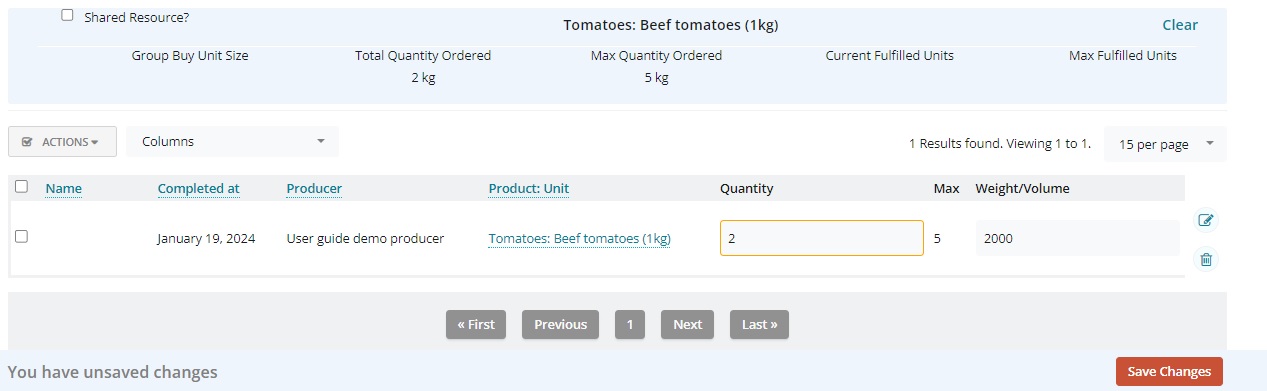 Shared Resource?
Tomatoes: Beef tomatoes (1kg) Clear
Group Buy Unit Size Total Quantity Ordered Max Quantity Ordered Current Fulfilled Units Max Fulfilled Units
2 kg 5 kg
ACTIONS Columns 1 Results found. Viewing 1 to 1. 15 per page
Name Completed at Producer Product: Unit Quantity Max Weight/Volume
January 19, 2024 User guide demo producer Tomatoes: Beef tomatoes (1kg) 2 5 2000
« First Previous 1 Next Last »
You have unsaved changes Save Changes